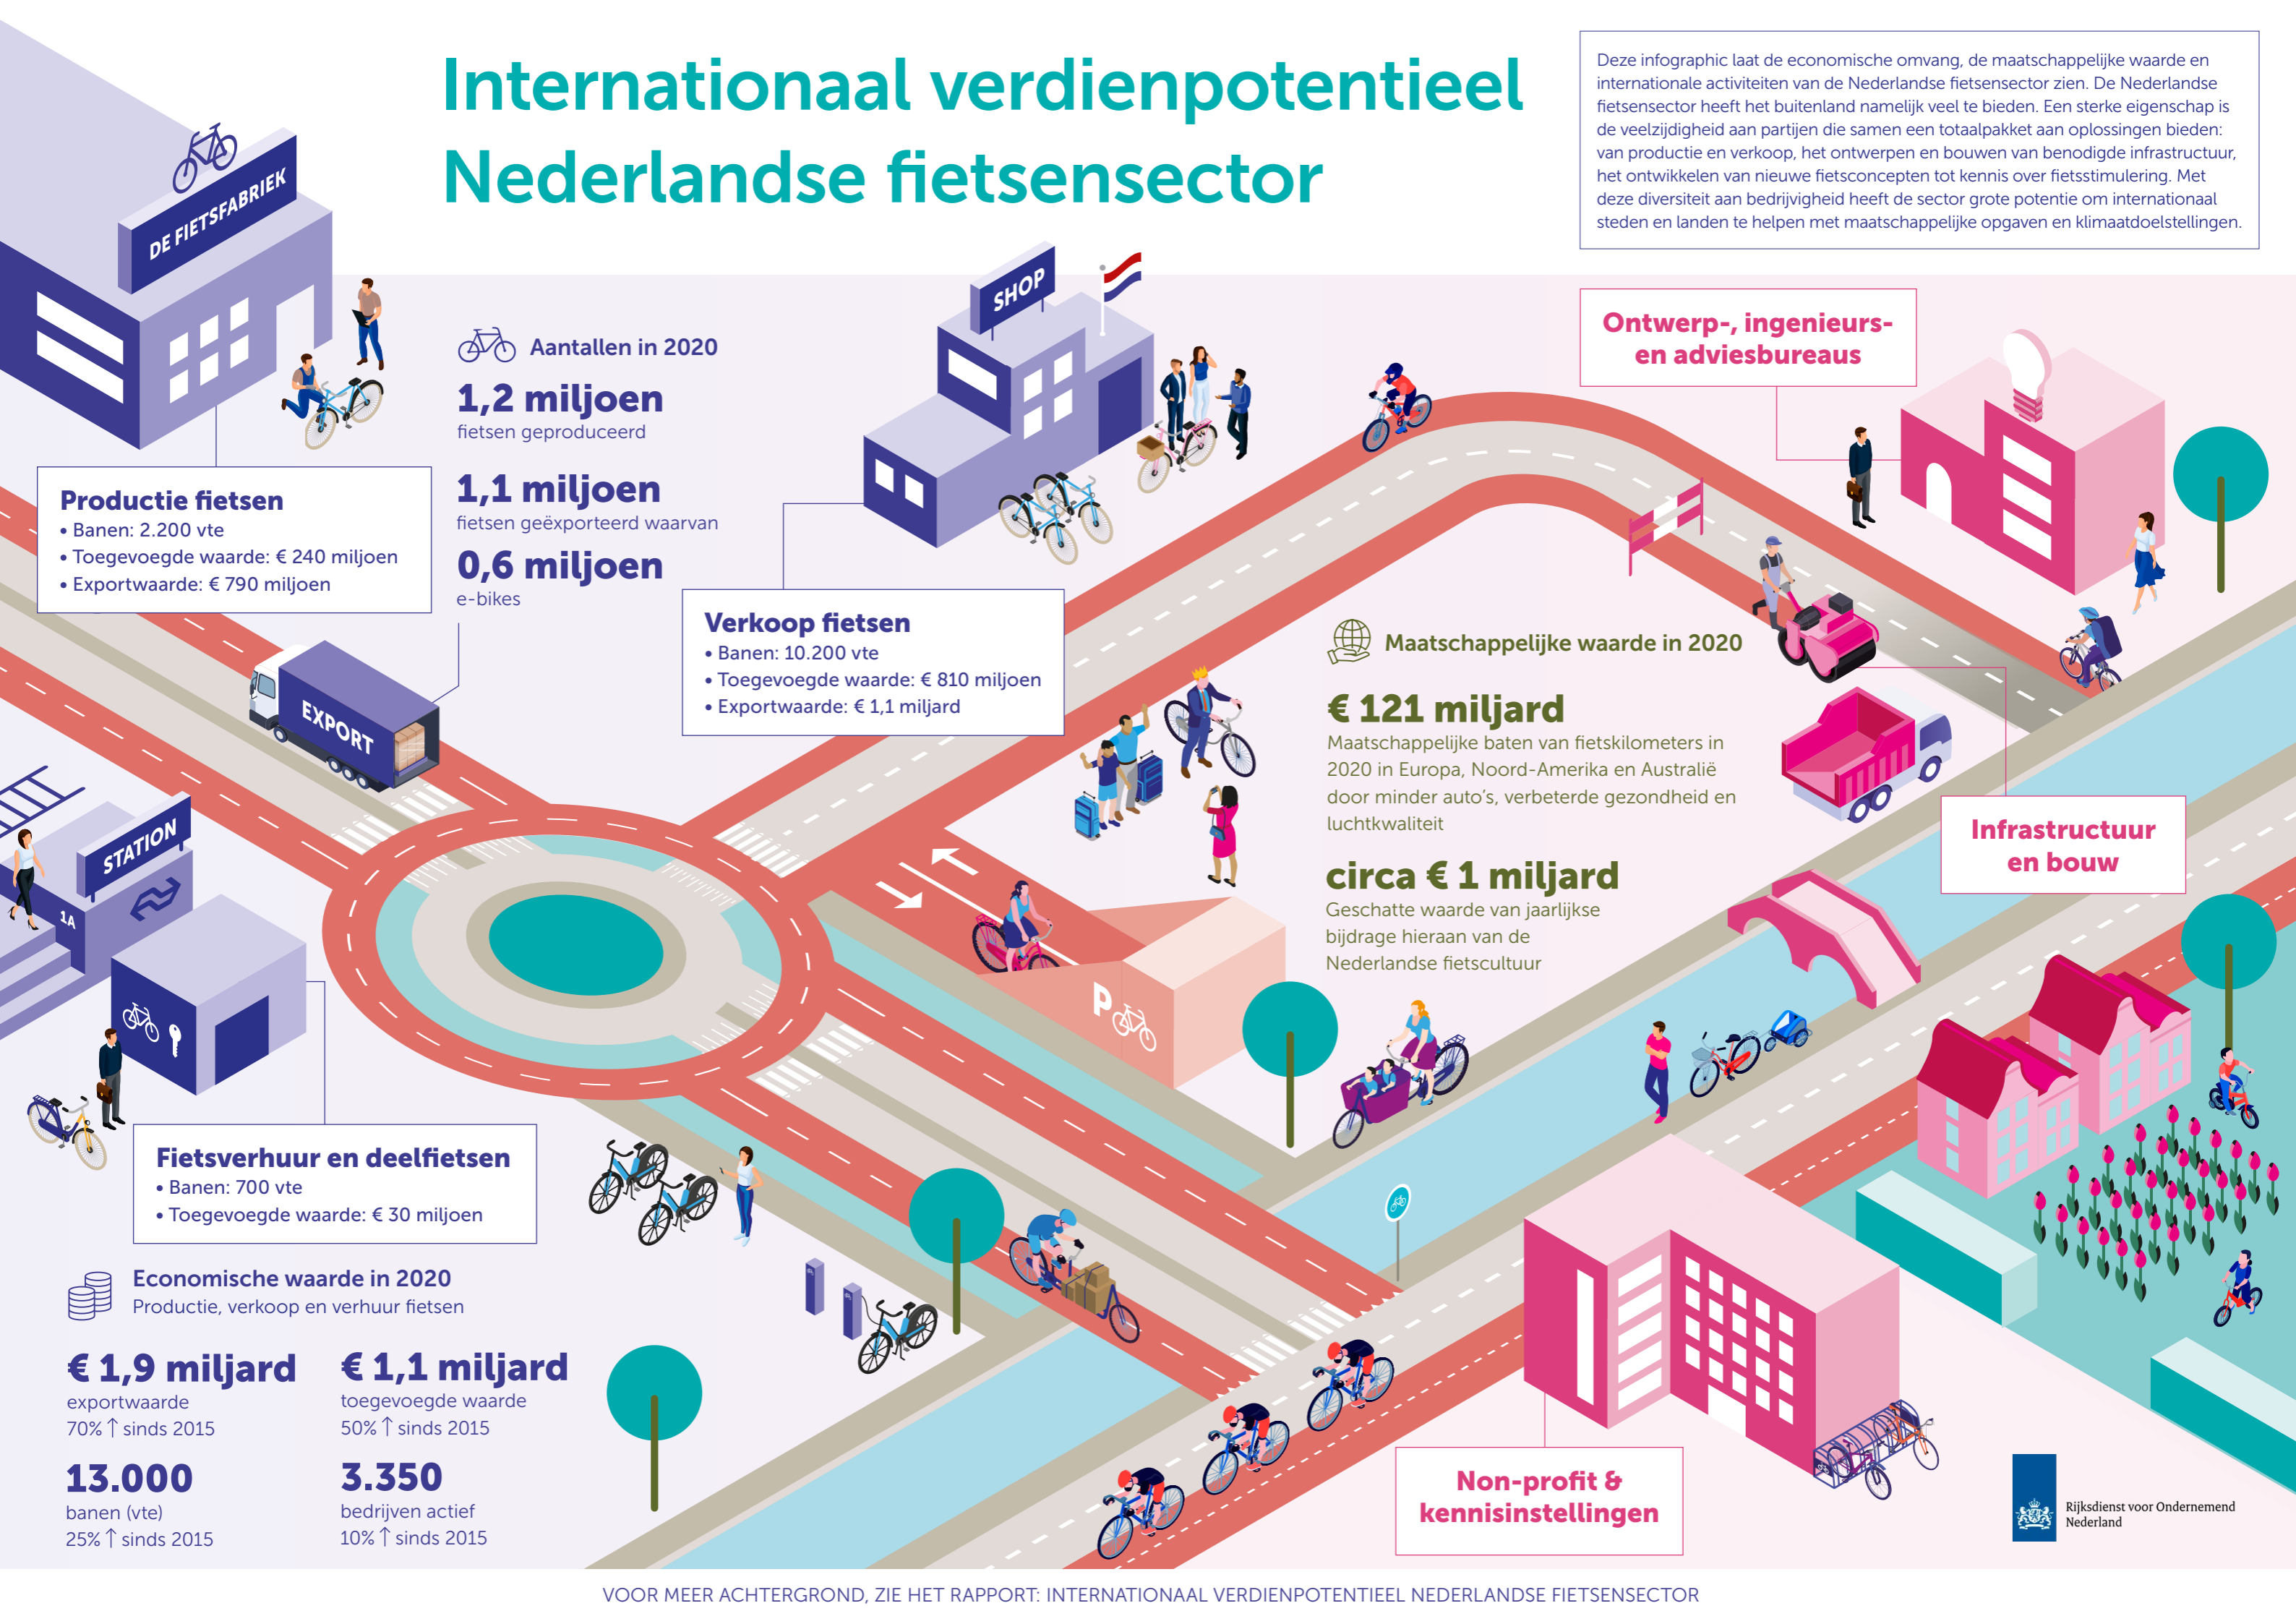 Internationaal verdienpotentieel
Nederlandse fietsensector
Deze infographic laat de economische omvang, de maatschappelijke waarde en
internationale activiteiten van de Nederlandse fietsensector zien. De Nederlandse
fietsensector heeft het buitenland namelijk veel te bieden. Een sterke eigenschap is
de veelzijdigheid aan partijen die samen een totaalpakket aan oplossingen bieden:
van productie en verkoop, het ontwerpen en bouwen van benodigde infrastructuur,
het ontwikkelen van nieuwe fietsconcepten tot kennis over fietsstimulering. Met
deze diversiteit aan bedrijvigheid heeft de sector grote potentie om internationaal
steden en landen te helpen met maatschappelijke opgaven en klimaatdoelstellingen.
DE FIETSFABRIEK
SHOP
Ontwerp-, ingenieurs-
en adviesbureaus
Aantallen in 2020
1,2 miljoen
fietsen geproduceerd
1,1 miljoen
fietsen geëxporteerd waarvan
0,6 miljoen
e-bikes
Productie fietsen
• Banen: 2.200 vte
• Toegevoegde waarde: € 240 miljoen
• Exportwaarde: € 790 miljoen
Verkoop fietsen
• Banen: 10.200 vte
• Toegevoegde waarde: € 810 miljoen
• Exportwaarde: € 1,1 miljard
EXPORT
Maatschappelijke waarde in 2020
€ 121 miljard
Maatschappelijke baten van fietskilometers in
2020 in Europa, Noord-Amerika en Australië
door minder auto's, verbeterde gezondheid en
luchtkwaliteit
circa € 1 miljard
Geschatte waarde van jaarlijkse
bijdrage hieraan van de
Nederlandse fietscultuur
Infrastructuur
en bouw
STATION
1A
P
Fietsverhuur en deelfietsen
• Banen: 700 vte
• Toegevoegde waarde: € 30 miljoen
Economische waarde in 2020
Productie, verkoop en verhuur fietsen
€ 1,9 miljard
exportwaarde
70% ↑ sinds 2015
€ 1,1 miljard
toegevoegde waarde
50% ↑ sinds 2015
13.000
banen (vte)
25% ↑ sinds 2015
3.350
bedrijven actief
10% ↑ sinds 2015
Non-profit &
kennisinstellingen
Rijksdienst voor Ondernemend
Nederland
VOOR MEER ACHTERGROND, ZIE HET RAPPORT: INTERNATIONAAL VERDIENPOTENTIEEL NEDERLANDSE FIETSENSECTOR